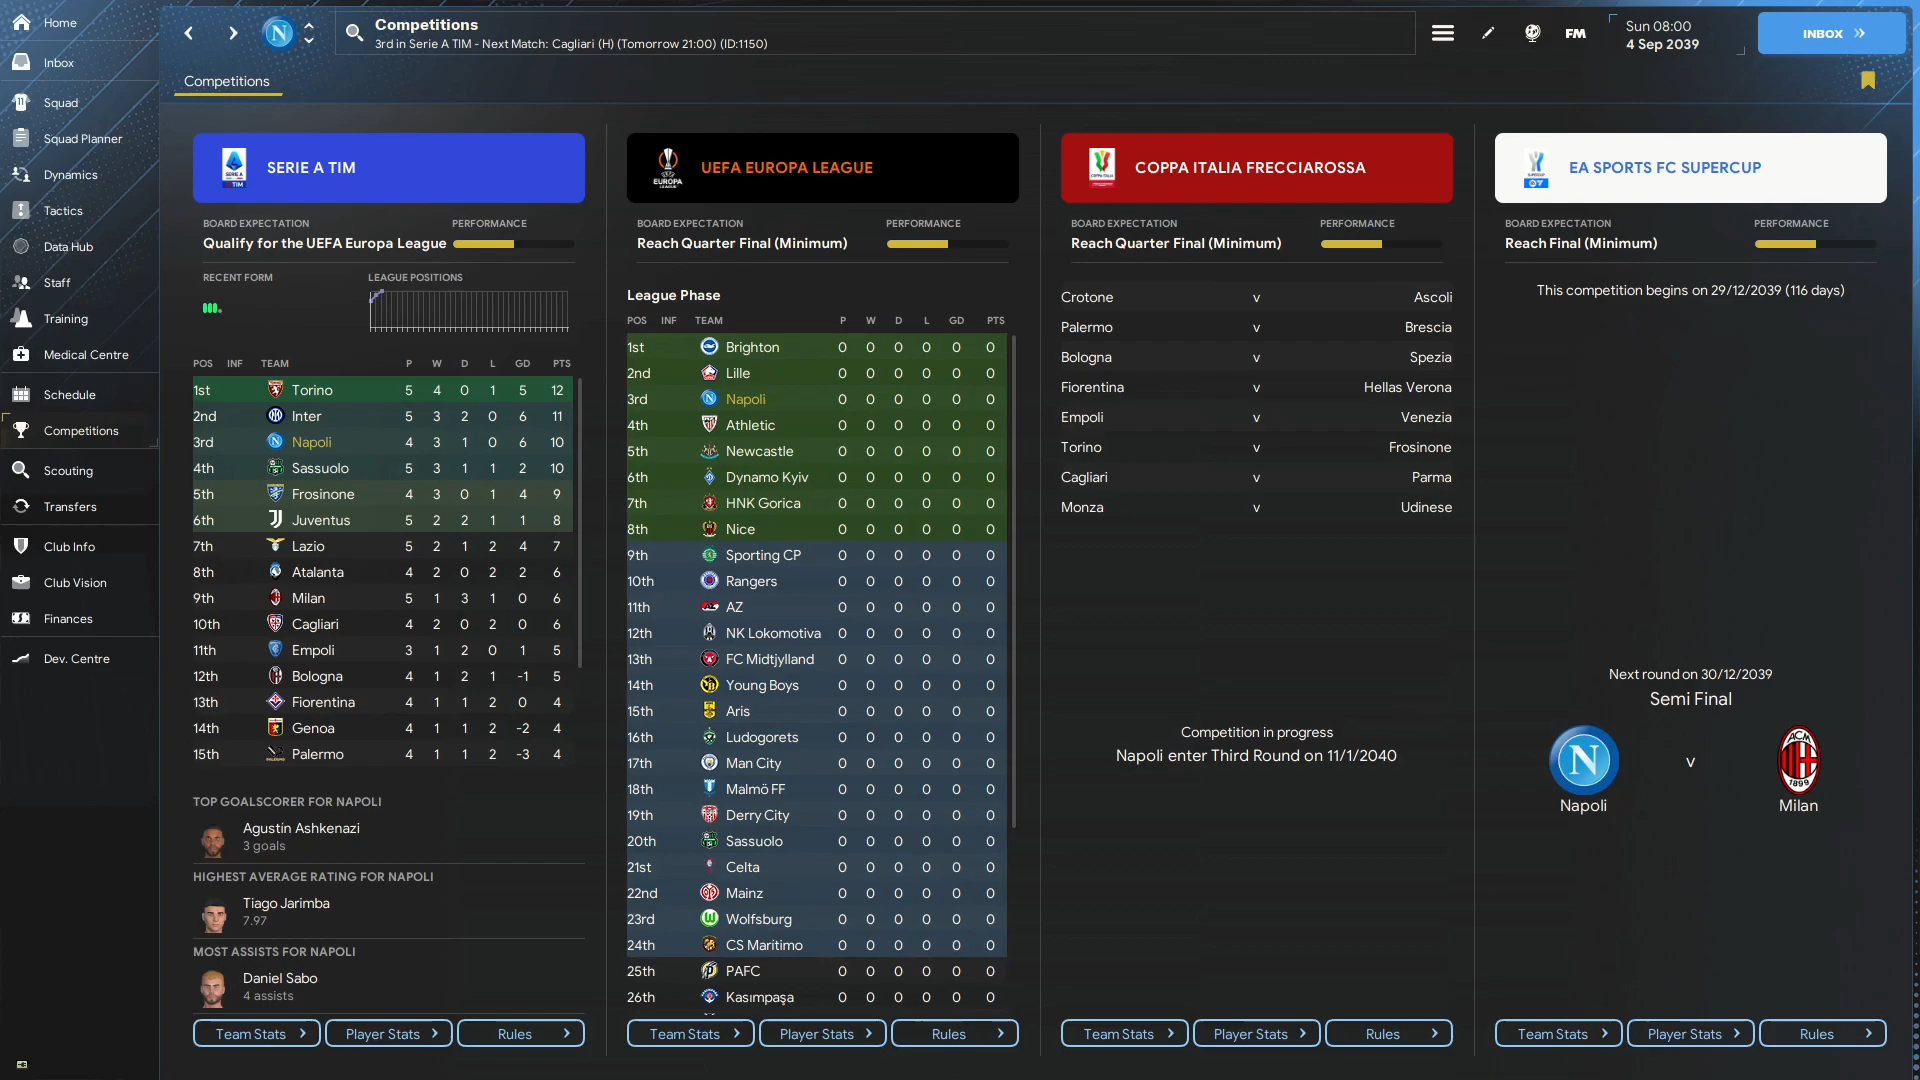 Home
Inbox
Squad
Squad Planner
Dynamics
Tactics
Data Hub
Staff
Training
Medical Centre
Schedule
Competitions
Scouting
Transfers
Club Info
Club Vision
Finances
Dev. Centre
Competitions
3rd in Serie A TIM - Next Match: Cagliari (H) (Tomorrow 21:00) (ID:1150)
FM
Sun 08:00
4 Sep 2039
INBOX
Competitions
SERIE A TIM
BOARD EXPECTATION PERFORMANCE
Qualify for the UEFA Europa League
RECENT FORM LEAGUE POSITIONS
POS INF TEAM P W D L GD PTS
1st Torino 5 4 0 1 5 12
2nd Inter 5 3 2 0 6 11
3rd Napoli 4 3 1 0 6 10
4th Sassuolo 5 3 1 1 2 10
5th Frosinone 4 3 0 1 4 9
6th Juventus 5 2 2 1 1 8
7th Lazio 5 2 1 2 4 7
8th Atalanta 4 2 0 2 2 6
9th Milan 5 1 3 1 0 6
10th Cagliari 4 2 0 2 0 6
11th Empoli 3 1 2 0 1 5
12th Bologna 4 1 2 1 -1 5
13th Fiorentina 4 1 1 2 0 4
14th Genoa 4 1 1 2 -2 4
15th Palermo 4 1 1 2 -3 4
TOP GOALSCORER FOR NAPOLI
Agustín Ashkenazi
3 goals
HIGHEST AVERAGE RATING FOR NAPOLI
Tiago Jarimba
7.97
MOST ASSISTS FOR NAPOLI
Daniel Sabo
4 assists
Team Stats Player Stats Rules
UEFA EUROPA LEAGUE
BOARD EXPECTATION PERFORMANCE
Reach Quarter Final (Minimum)
League Phase
POS INF TEAM P W D L GD PTS
1st Brighton 0 0 0 0 0 0
2nd Lille 0 0 0 0 0 0
3rd Napoli 0 0 0 0 0 0
4th Athletic 0 0 0 0 0 0
5th Newcastle 0 0 0 0 0 0
6th Dynamo Kyiv 0 0 0 0 0 0
7th HNK Gorica 0 0 0 0 0 0
8th Nice 0 0 0 0 0 0
9th Sporting CP 0 0 0 0 0 0
10th Rangers 0 0 0 0 0 0
11th AZ 0 0 0 0 0 0
12th NK Lokomotiva 0 0 0 0 0 0
13th FC Midtjylland 0 0 0 0 0 0
14th Young Boys 0 0 0 0 0 0
15th Aris 0 0 0 0 0 0
16th Ludogorets 0 0 0 0 0 0
17th Man City 0 0 0 0 0 0
18th Malmö FF 0 0 0 0 0 0
19th Derry City 0 0 0 0 0 0
20th Sassuolo 0 0 0 0 0 0
21st Celta 0 0 0 0 0 0
22nd Mainz 0 0 0 0 0 0
23rd Wolfsburg 0 0 0 0 0 0
24th CS Marítimo 0 0 0 0 0 0
25th PAFC 0 0 0 0 0 0
26th Kasımpaşa 0 0 0 0 0 0
Team Stats Player Stats Rules
COPPA ITALIA FRECCIAROSSA
BOARD EXPECTATION PERFORMANCE
Reach Quarter Final (Minimum)
Crotone v Ascoli
Palermo v Brescia
Bologna v Spezia
Fiorentina v Hellas Verona
Empoli v Venezia
Torino v Frosinone
Cagliari v Parma
Monza v Udinese
Competition in progress
Napoli enter Third Round on 11/1/2040
Team Stats Player Stats Rules
EA SPORTS FC SUPERCUP
BOARD EXPECTATION PERFORMANCE
Reach Final (Minimum)
This competition begins on 29/12/2039 (116 days)
Next round on 30/12/2039
Semi Final
v
Napoli Milan
Team Stats Player Stats Rules